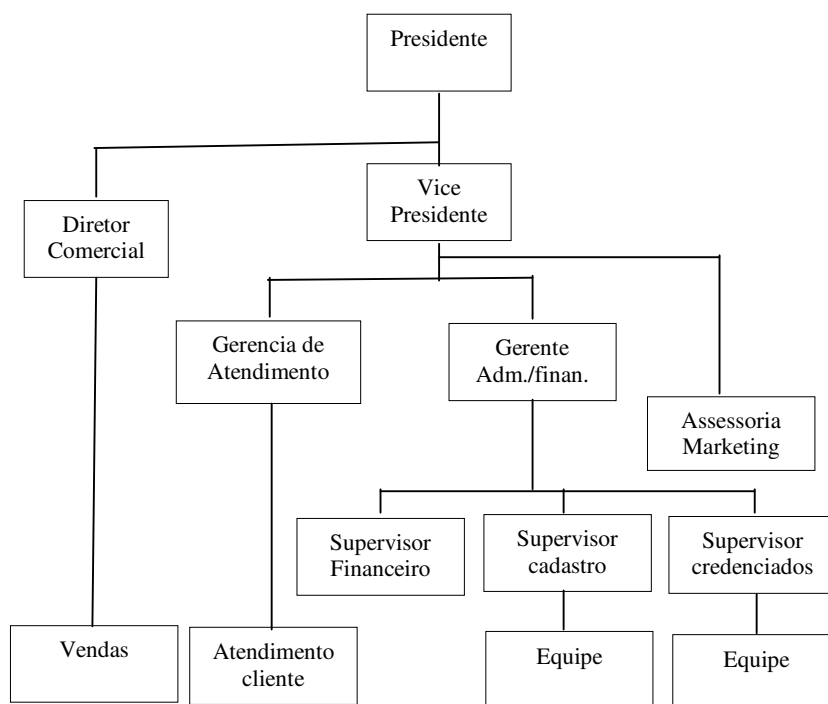 Presidente
Vice
Presidente
Diretor
Comercial
Gerencia de
Atendimento
Gerente
Adm./finan.
Assessoria
Marketing
Supervisor
Financeiro
Supervisor
cadastro
Supervisor
credenciados
Vendas
Atendimento
cliente
Equipe
Equipe